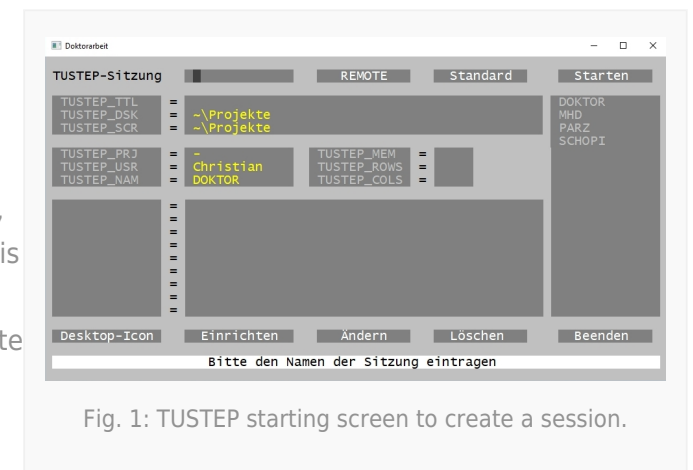 Doktorarbeit
TUSTEP-Sitzung REMOTE Standard Starten
TUSTEP_TTL =
TUSTEP_DSK = ~\Projekte
TUSTEP_SCR = ~\Projekte
DOKTOR
MHD
PARZ
SCHOPI
TUSTEP_PRJ = - TUSTEP_MEM =
TUSTEP_USR = Christian TUSTEP_ROWS =
TUSTEP_NAM = DOKTOR TUSTEP_COLS =
=
=
=
=
=
=
=
=
=
Desktop-Icon Einrichten Ändern Löschen Beenden
Bitte den Namen der Sitzung eintragen
is
Fig. 1: TUSTEP starting screen to create a session.